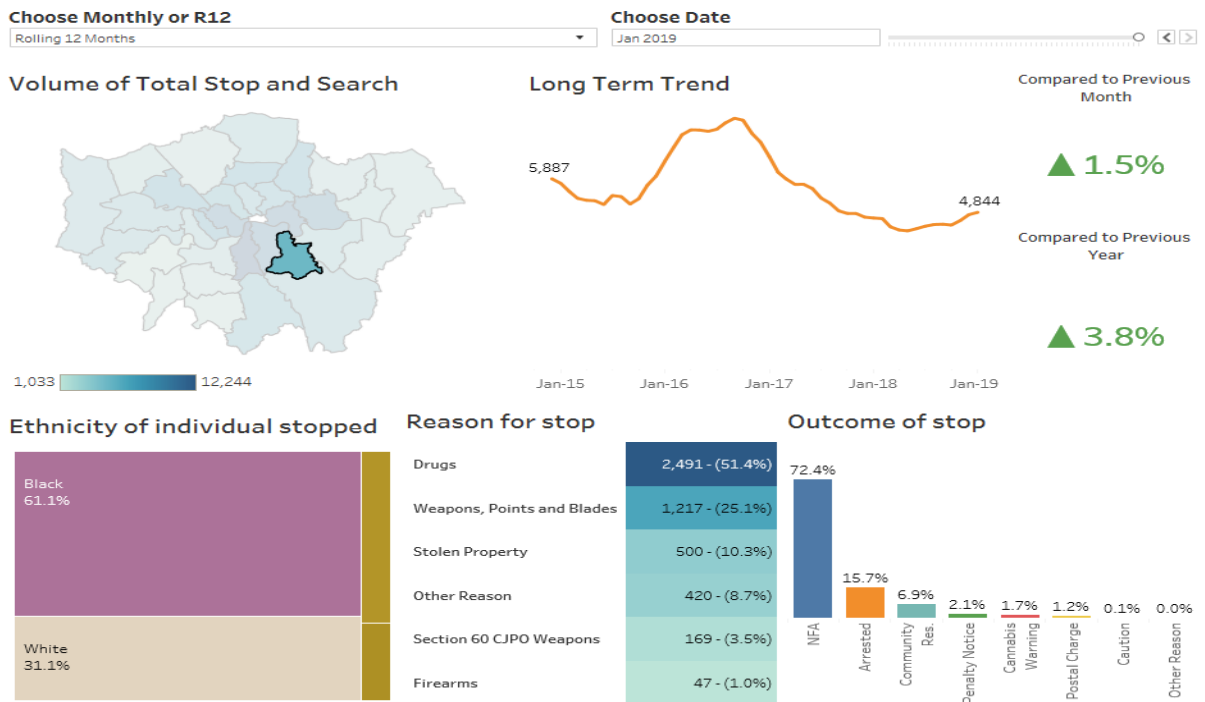 Choose Monthly or R12
Choose Date
Rolling 12 Months
Jan 2019
Volume of Total Stop and Search
Long Term Trend
Compared to Previous
Month
1.5%
5,887
4,844
Compared to Previous
Year
3.8%
1,033
12,244
Jan-15
Jan-16
Jan-17
Jan-18
Jan-19
Ethnicity of individual stopped
Black
61.1%
White
31.1%
Reason for stop
Drugs
2,491 - (51.4%)
Weapons, Points and Blades
1,217 - (25.1%)
Stolen Property
500 - (10.3%)
Other Reason
420 - (8.7%)
Section 60 CJPO Weapons
169 - (3.5%)
Firearms
47 - (1.0%)
Outcome of stop
72.4%
15.7%
6.9%
2.1%
1.7%
1.2%
0.1%
0.0%
NFA
Arrested
Community
Res.
Penalty Notice
Cannabis
Warning
Postal Charge
Caution
Other Reason